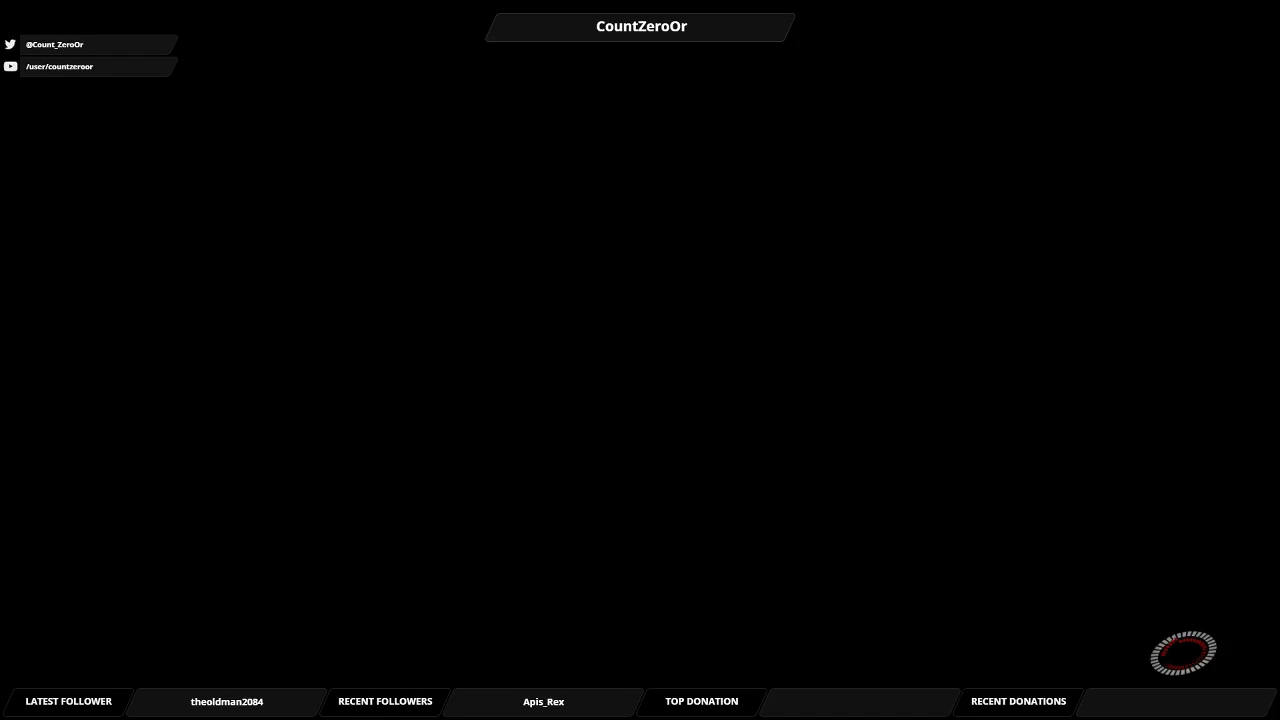 CountZeroOr
@Count_ZeroOr
/user/countzeroor
LATEST FOLLOWER
theoldman2084
RECENT FOLLOWERS
Apis_Rex
TOP DONATION
RECENT DONATIONS